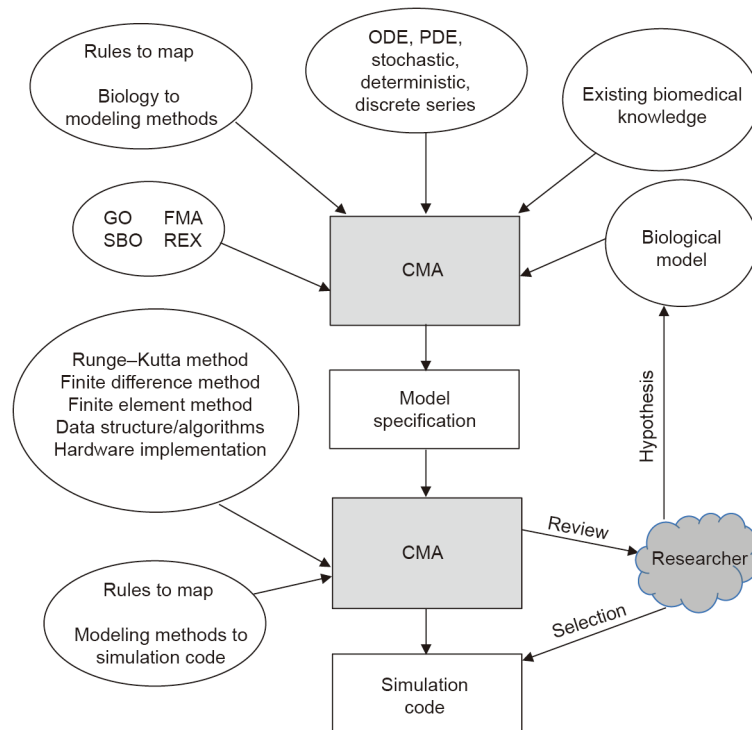 Rules to map
Biology to
modeling methods
ODE, PDE,
stochastic,
deterministic,
discrete series
Existing biomedical
knowledge
GO FMA
SBO REX
CMA
Biological
model
Runge–Kutta method
Finite difference method
Finite element method
Data structure/algorithms
Hardware implementation
Model
specification
Hypothesis
CMA
Review
Researcher
Rules to map
Modeling methods to
simulation code
Selection
Simulation
code